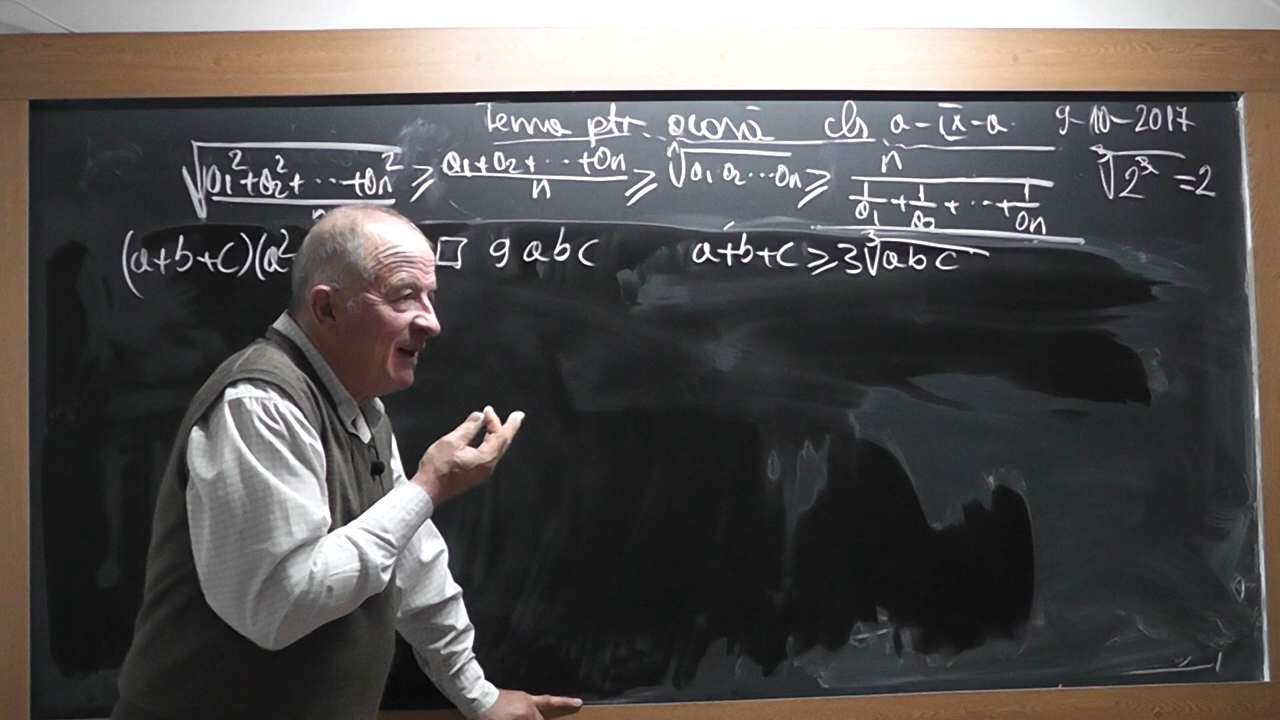 Tema ptr. acasă cls a-IX-a 9-10-2017
√((a₁²+a₂²+⋯+aₙ²)/n) ≥ (a₁+a₂+⋯+aₙ)/n ≥ ⁿ√(a₁a₂⋯aₙ) ≥ n/(1/a₁+1/a₂+⋯+1/aₙ) ³√(2³)=2
(a+b+c)(a² □ 9abc a+b+c ≥ 3³√(abc)